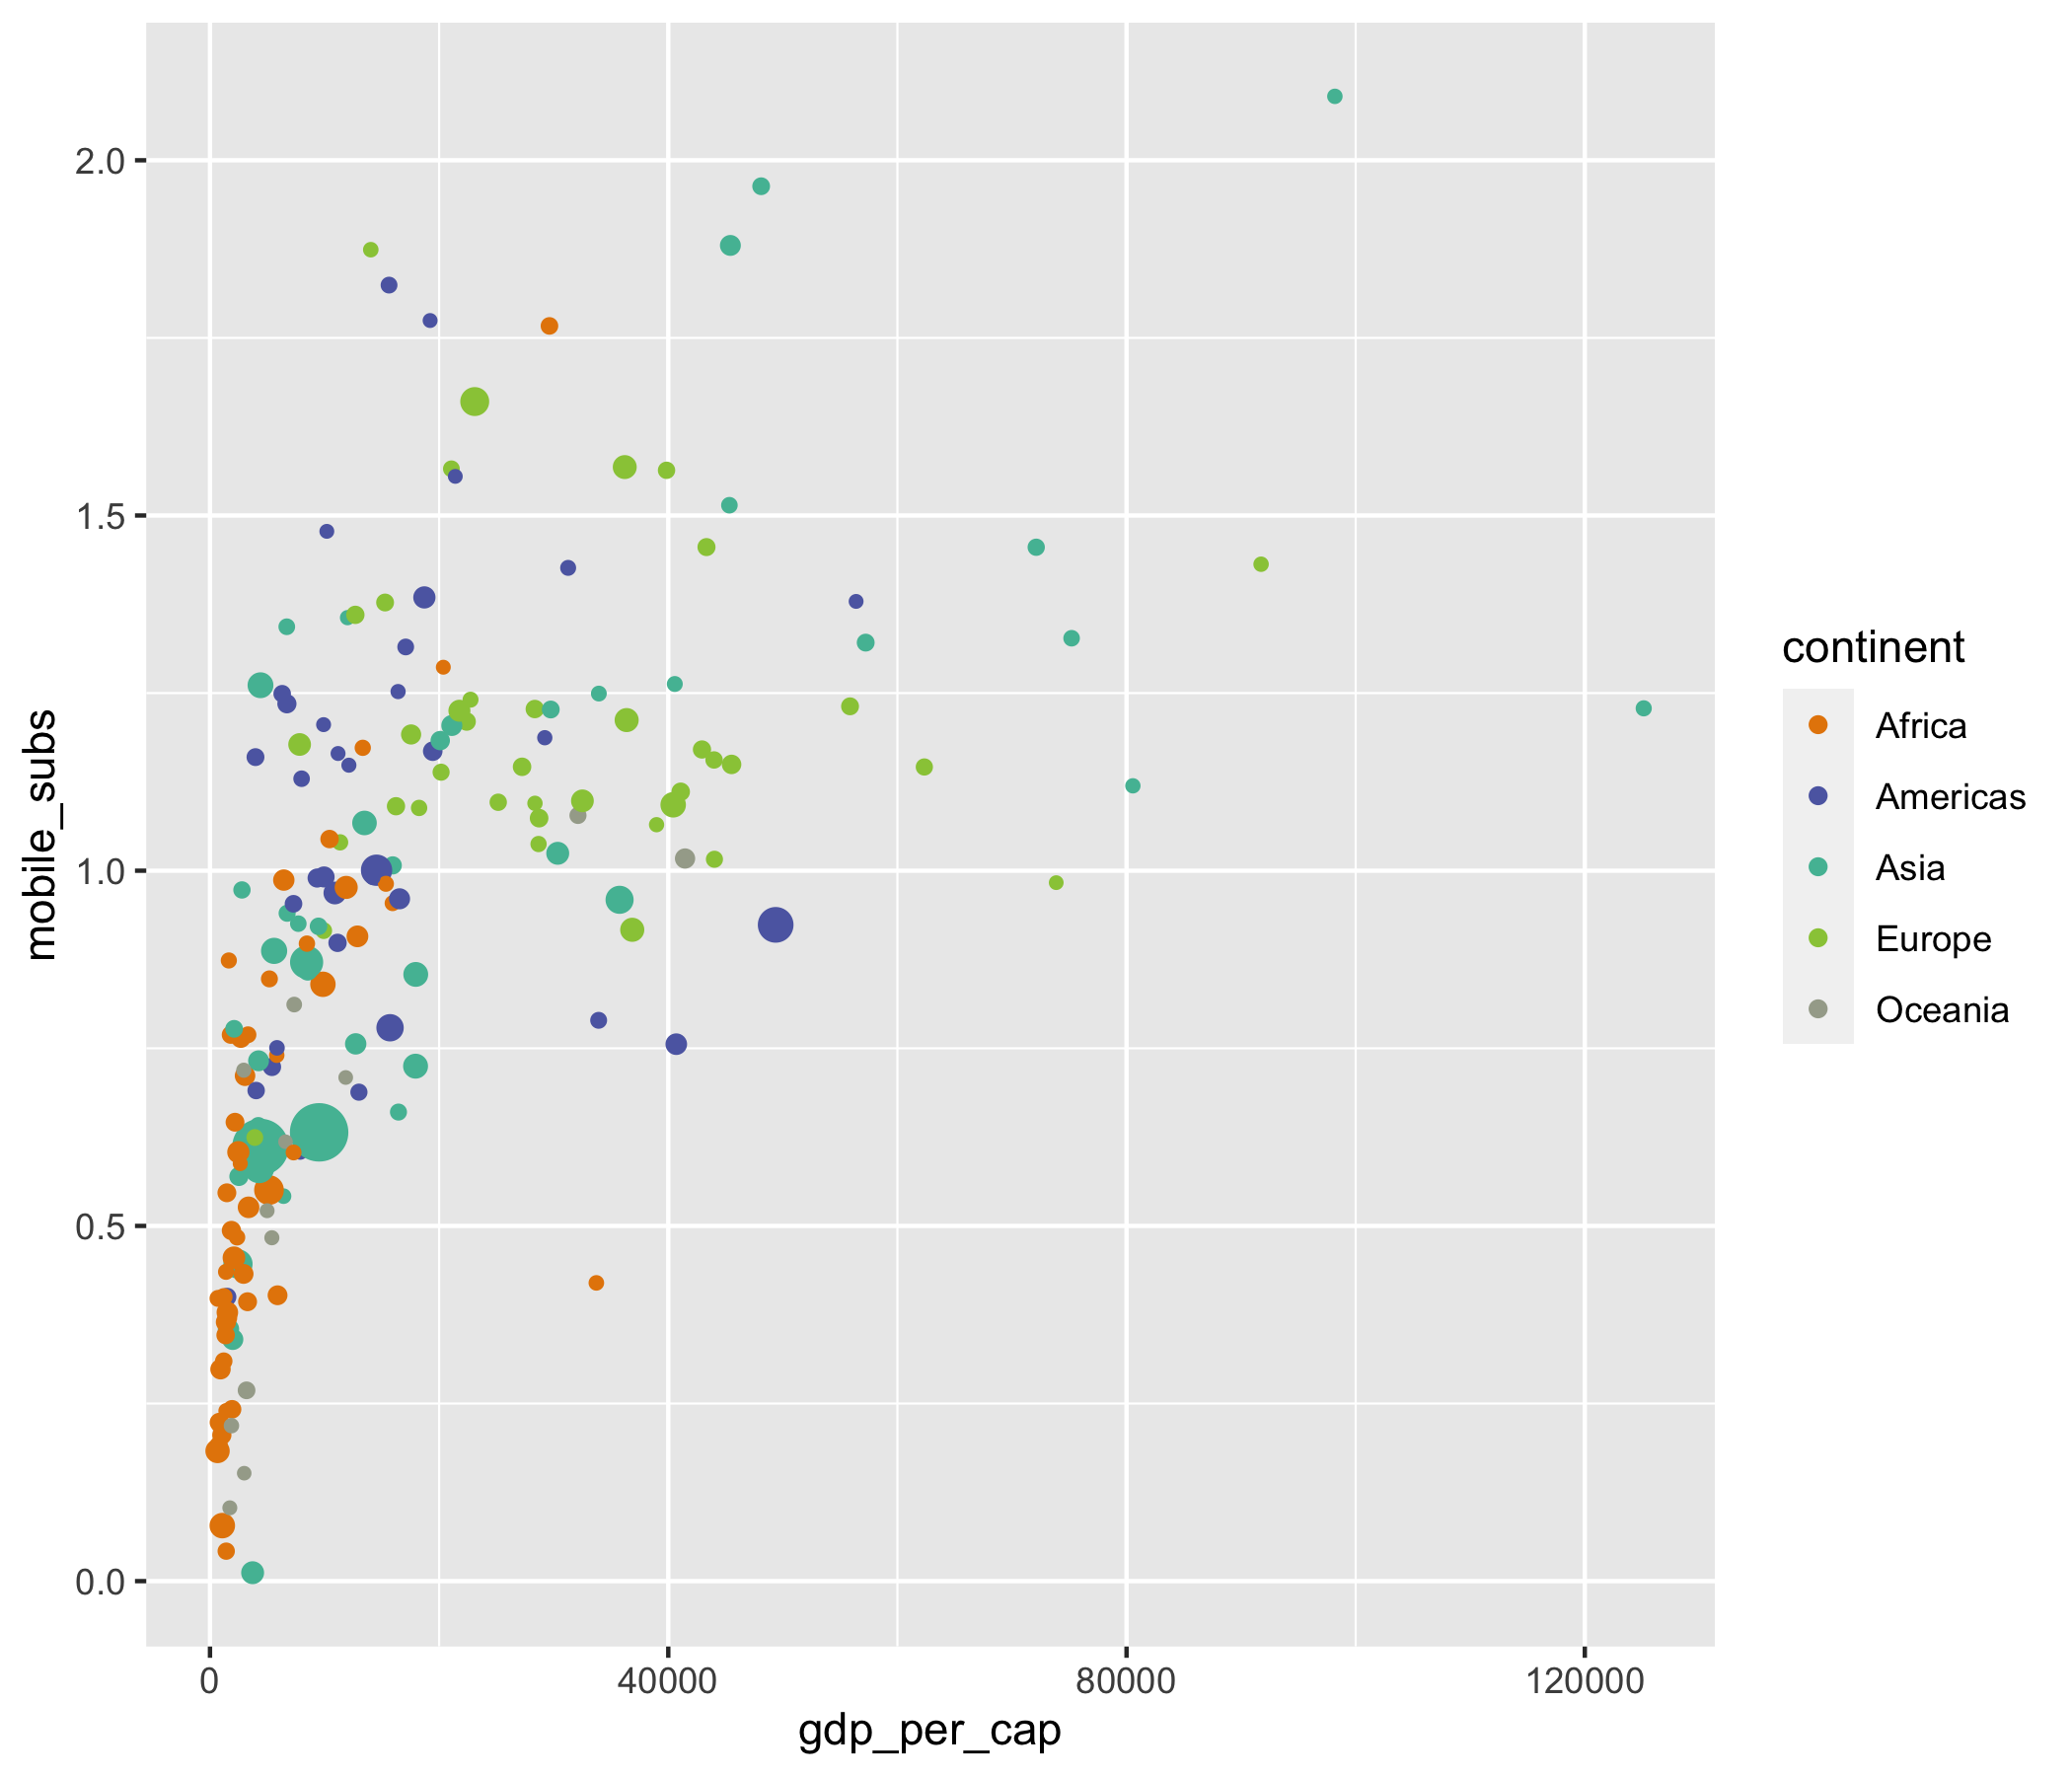 mobile_subs
2.0
1.5
1.0
0.5
0.0
0
40000
80000
120000
gdp_per_cap
continent
Africa
Americas
Asia
Europe
Oceania